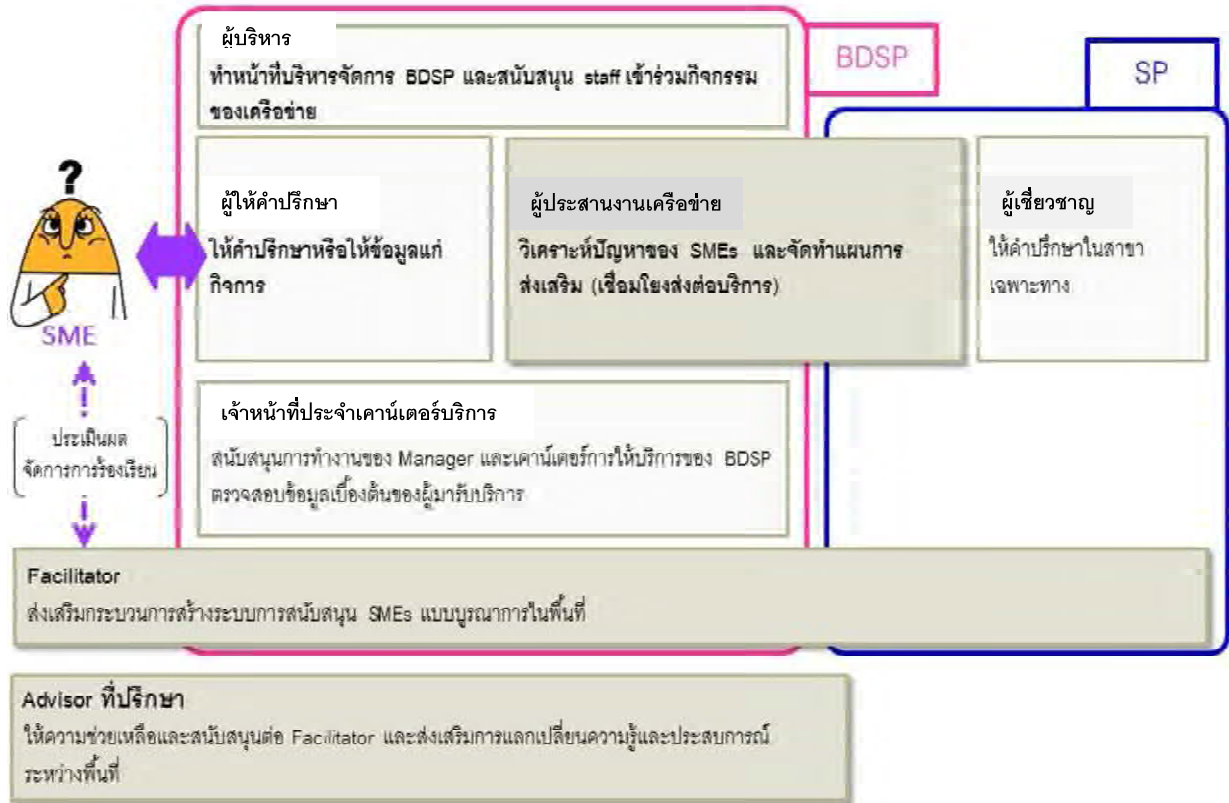 ผู้บริหาร
ทำหน้าที่บริหารจัดการ BDSP และสนับสนุน staff เข้าร่วมกิจกรรม
ของเครือข่าย
BDSP
SP
?
SME
ผู้ให้คำปรึกษา
ให้คำปรึกษาหรือให้ข้อมูลแก่
กิจการ
ผู้ประสานงานเครือข่าย
วิเคราะห์ปัญหาของ SMEs และจัดทำแผนการ
ส่งเสริม (เชื่อมโยงส่งต่อบริการ)
ผู้เชี่ยวชาญ
ให้คำปรึกษาในสาขา
เฉพาะทาง
ประเมินผล
จัดการการร้องเรียน
เจ้าหน้าที่ประจำเคาน์เตอร์บริการ
สนับสนุนการทำงานของ Manager และเคาน์เตอร์การให้บริการของ BDSP
ตรวจสอบข้อมูลเบื้องต้นของผู้มารับบริการ
Facilitator
ส่งเสริมกระบวนการสร้างระบบการสนับสนุน SMEs แบบบูรณาการในพื้นที่
Advisor ที่ปรึกษา
ให้ความช่วยเหลือและสนับสนุนต่อ Facilitator และส่งเสริมการแลกเปลี่ยนความรู้และประสบการณ์
ระหว่างพื้นที่